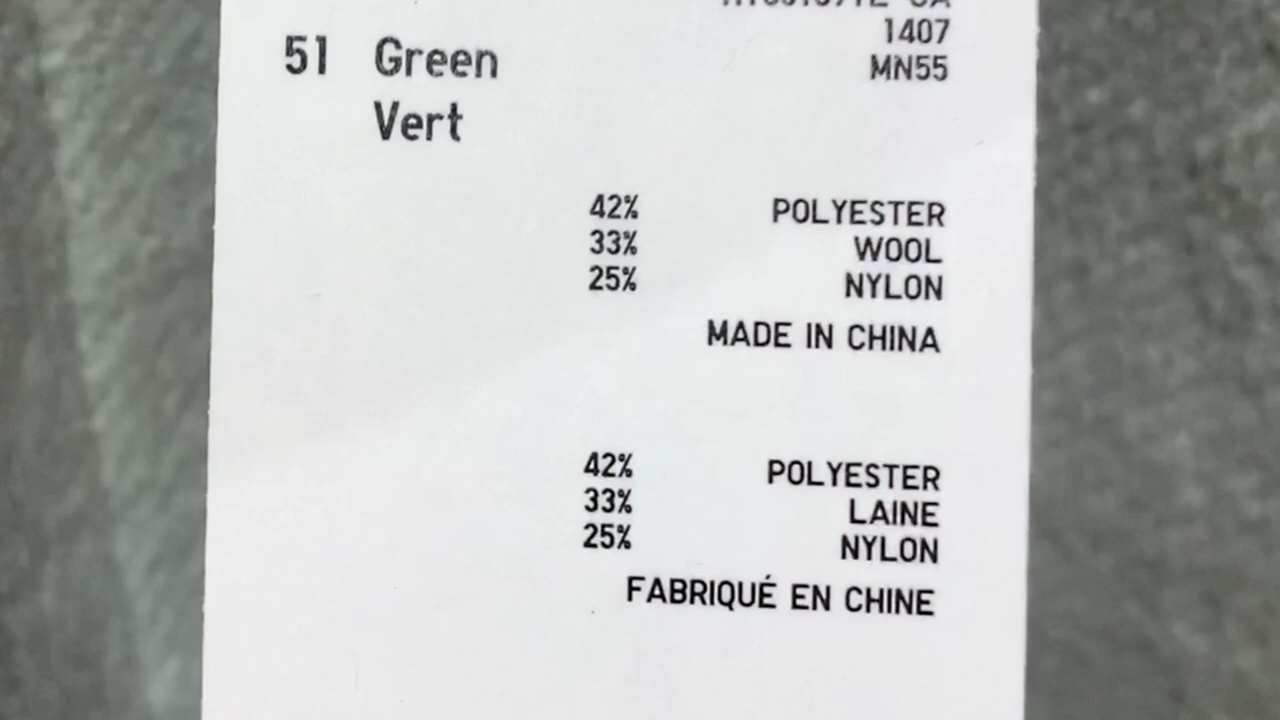 1407
51 Green
MN55
Vert
42% POLYESTER
33% WOOL
25% NYLON
MADE IN CHINA
42% POLYESTER
33% LAINE
25% NYLON
FABRIQUÉ EN CHINE